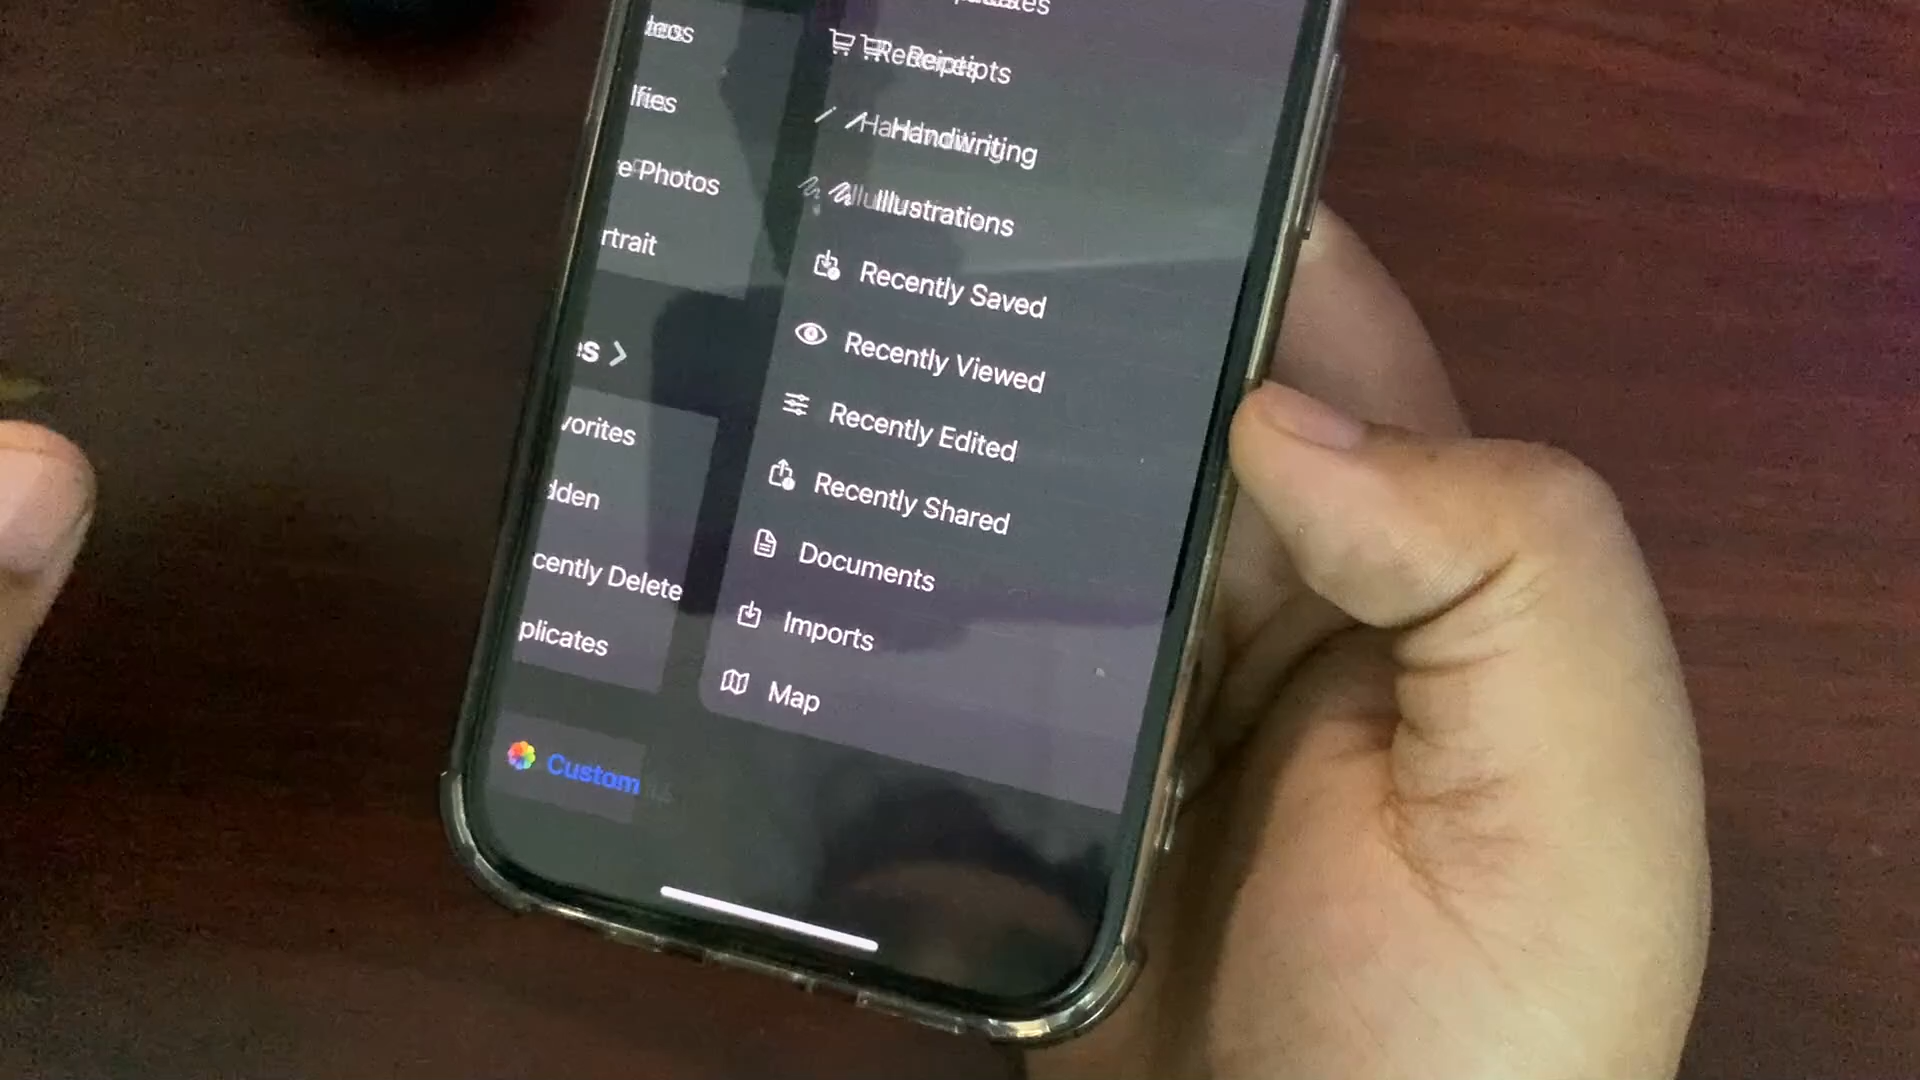 lfies
e Photos
rtrait
s >
vorites
dden
cently Delete
plicates
Custom
Receipts
Handwriting
Illustrations
Recently Saved
Recently Viewed
Recently Edited
Recently Shared
Documents
Imports
Map